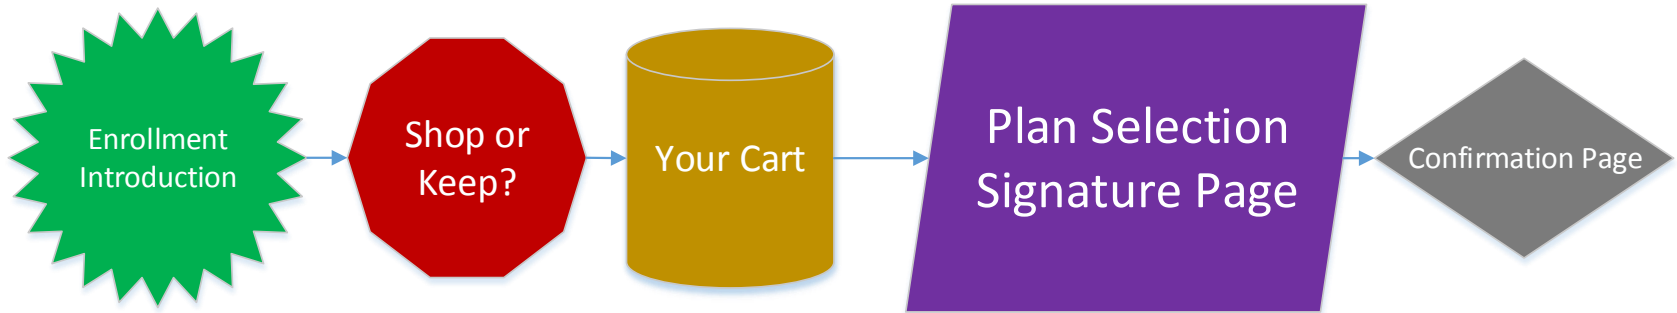 Enrollment
Introduction
Shop or
Keep?
Your Cart
Plan Selection
Signature Page
Confirmation Page